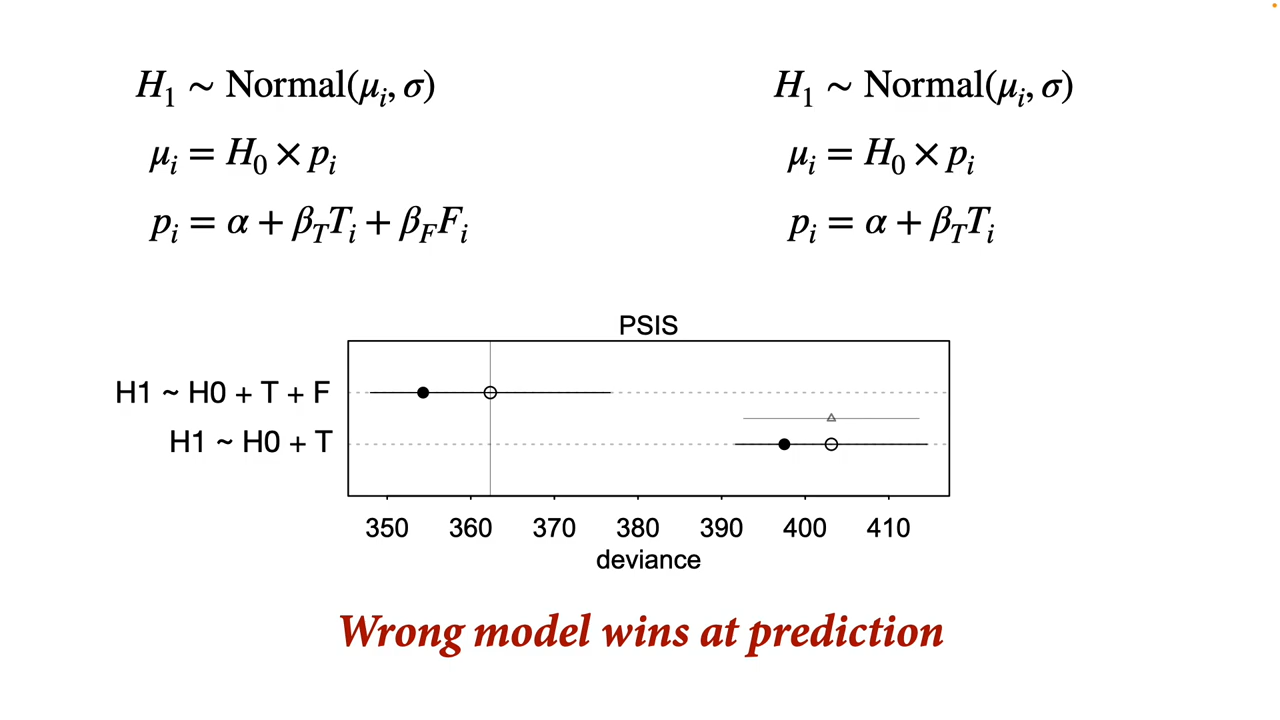 H₁ ~ Normal(μᵢ, σ)
μᵢ = H₀ × pᵢ
pᵢ = α + β_T Tᵢ + β_F Fᵢ
H₁ ~ Normal(μᵢ, σ)
μᵢ = H₀ × pᵢ
pᵢ = α + β_T Tᵢ
PSIS
H1 ~ H0 + T + F
H1 ~ H0 + T
350 360 370 380 390 400 410
deviance
Wrong model wins at prediction